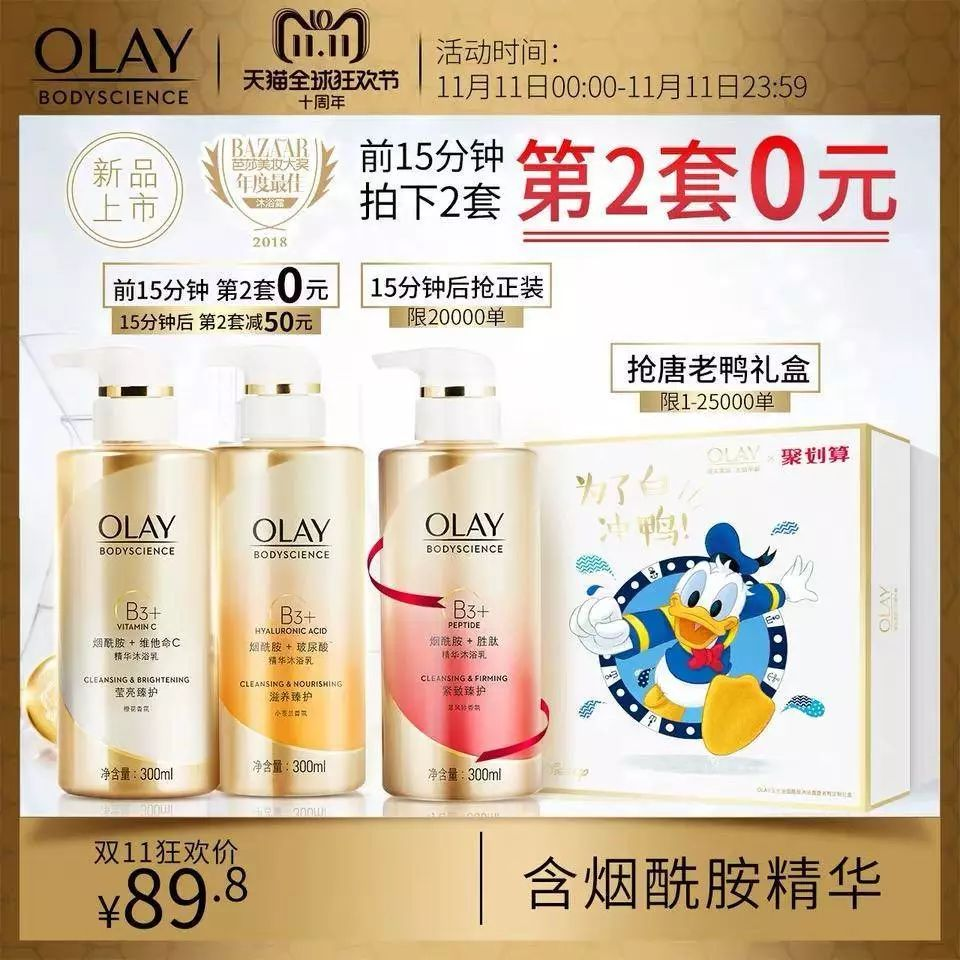 OLAY
BODYSCIENCE
11.11
天猫全球狂欢节
十周年
活动时间：
11月11日00:00-11月11日23:59
新品
上市
BAZAAR
芭莎美妆大奖
年度最佳
沐浴露
2018
前15分钟
拍下2套
第2套0元
前15分钟 第2套0元
15分钟后 第2套减50元
15分钟后抢正装
限20000单
抢唐老鸭礼盒
限1-25000单
OLAY
BODYSCIENCE
B3+
VITAMIN C
烟酰胺 + 维他命C
精华沐浴乳
CLEANSING & BRIGHTENING
莹亮臻护
橙花香氛
净含量：300ml
OLAY
BODYSCIENCE
B3+
HYALURONIC ACID
烟酰胺 + 玻尿酸
精华沐浴乳
CLEANSING & NOURISHING
滋养臻护
小苍兰香氛
净含量：300ml
OLAY
BODYSCIENCE
B3+
PEPTIDE
烟酰胺 + 胜肽
精华沐浴乳
CLEANSING & FIRMING
紧致臻护
净含量：300ml
OLAY × 聚划算
为了白
冲鸭!
OLAY
双11狂欢价
¥89.8
含烟酰胺精华